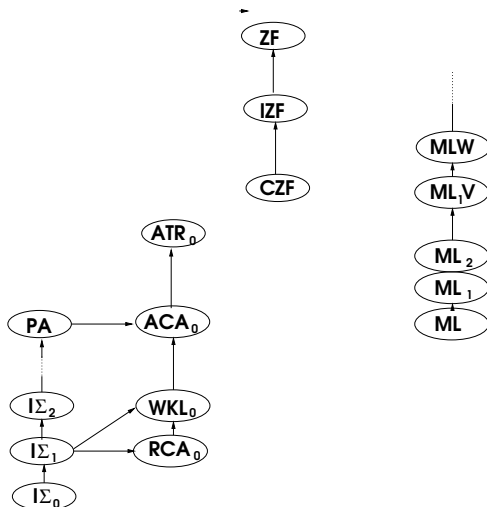 ZF
IZF
CZF
MLW
ML₁V
ML₂
ML₁
ML
ATR₀
PA
ACA₀
IΣ₂
WKL₀
IΣ₁
RCA₀
IΣ₀